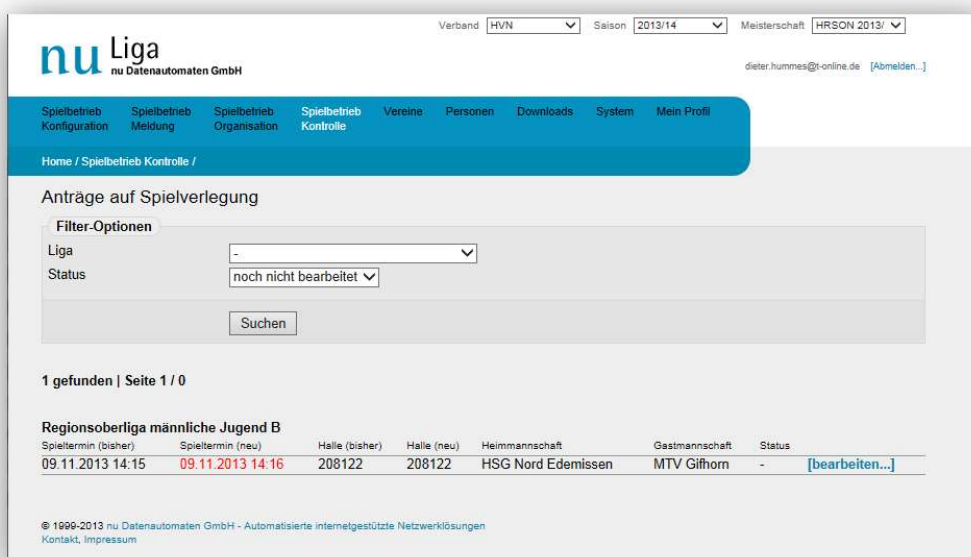 Verband HVN Saison 2013/14 Meisterschaft HRSON 2013/
nu Liga
nu Datenautomaten GmbH
dieter.hummes@t-online.de [Abmelden...]
Spielbetrieb Konfiguration
Spielbetrieb Meldung
Spielbetrieb Organisation
Spielbetrieb Kontrolle
Vereine
Personen
Downloads
System
Mein Profil
Home / Spielbetrieb Kontrolle /
Anträge auf Spielverlegung
Filter-Optionen
Liga -
Status noch nicht bearbeitet
Suchen
1 gefunden | Seite 1 / 0
Regionsoberliga männliche Jugend B
Spieltermin (bisher) Spieltermin (neu) Halle (bisher) Halle (neu) Heimmannschaft Gastmannschaft Status
09.11.2013 14:15 09.11.2013 14:16 208122 208122 HSG Nord Edemissen MTV Gifhorn - [bearbeiten...]
© 1999-2013 nu Datenautomaten GmbH - Automatisierte internetgestützte Netzwerklösungen
Kontakt, Impressum